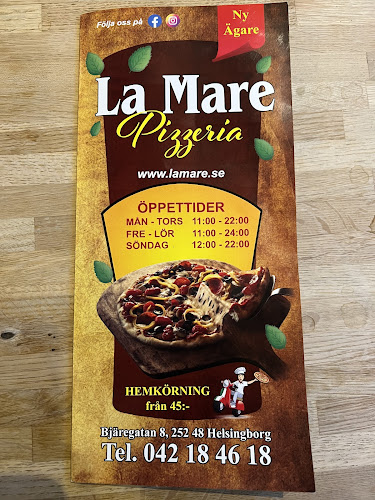 Följa oss på
Ny
Ägare
La Mare
Pizzeria
www.lamare.se
ÖPPETTIDER
MÅN - TORS 11:00 - 22:00
FRE - LÖR 11:00 - 24:00
SÖNDAG 12:00 - 22:00
HEMKÖRNING
från 45:-
Bjäregatan 8, 252 48 Helsingborg
Tel. 042 18 46 18